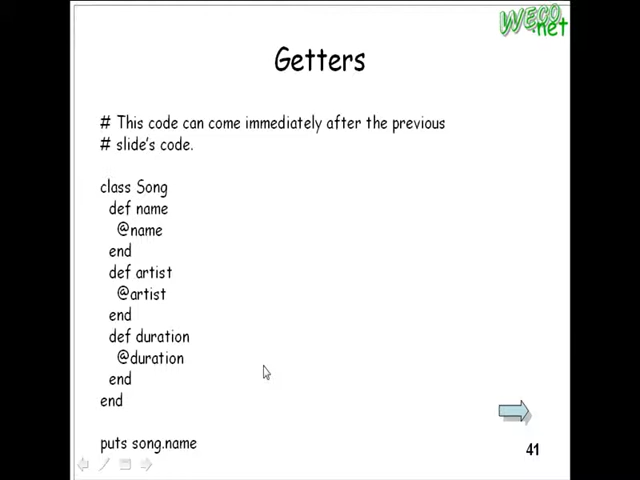 WECO
.net
Getters
# This code can come immediately after the previous
# slide's code.
class Song
def name
@name
end
def artist
@artist
end
def duration
@duration
end
end
puts song.name
41